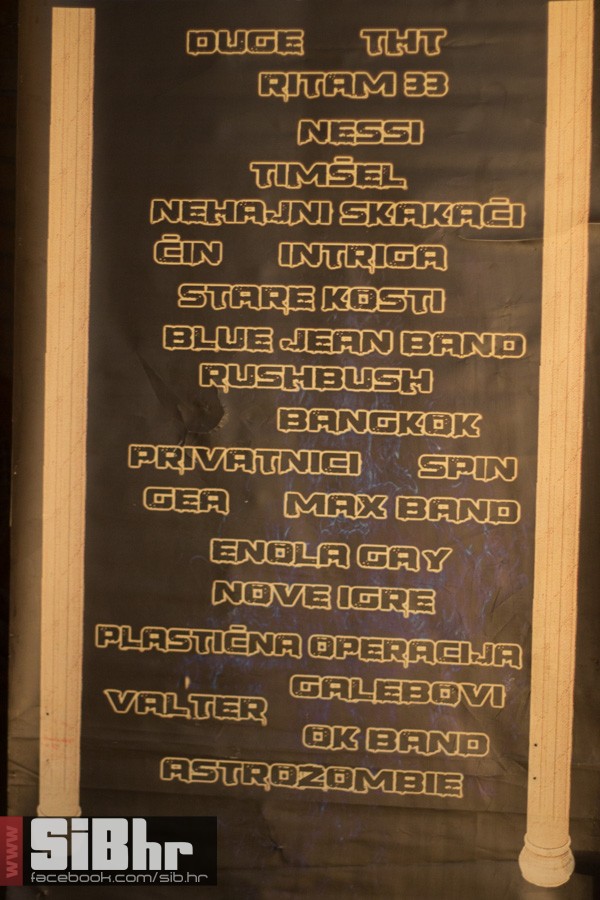 DUGE THT
RITAM 33
NESSI
TIMŠEL
NEHAJNI SKAKAČI
ČIN INTRIGA
STARE KOSTI
BLUE JEAN BAND
RUSHBUSH
BANGKOK
PRIVATNICI SPIN
GEA MAX BAND
ENOLA GAY
NOVE IGRE
PLASTIČNA OPERACIJA
GALEBOVI
VALTER
OK BAND
ASTROZOMBIE
www SiBhr
facebook.com/sib.hr